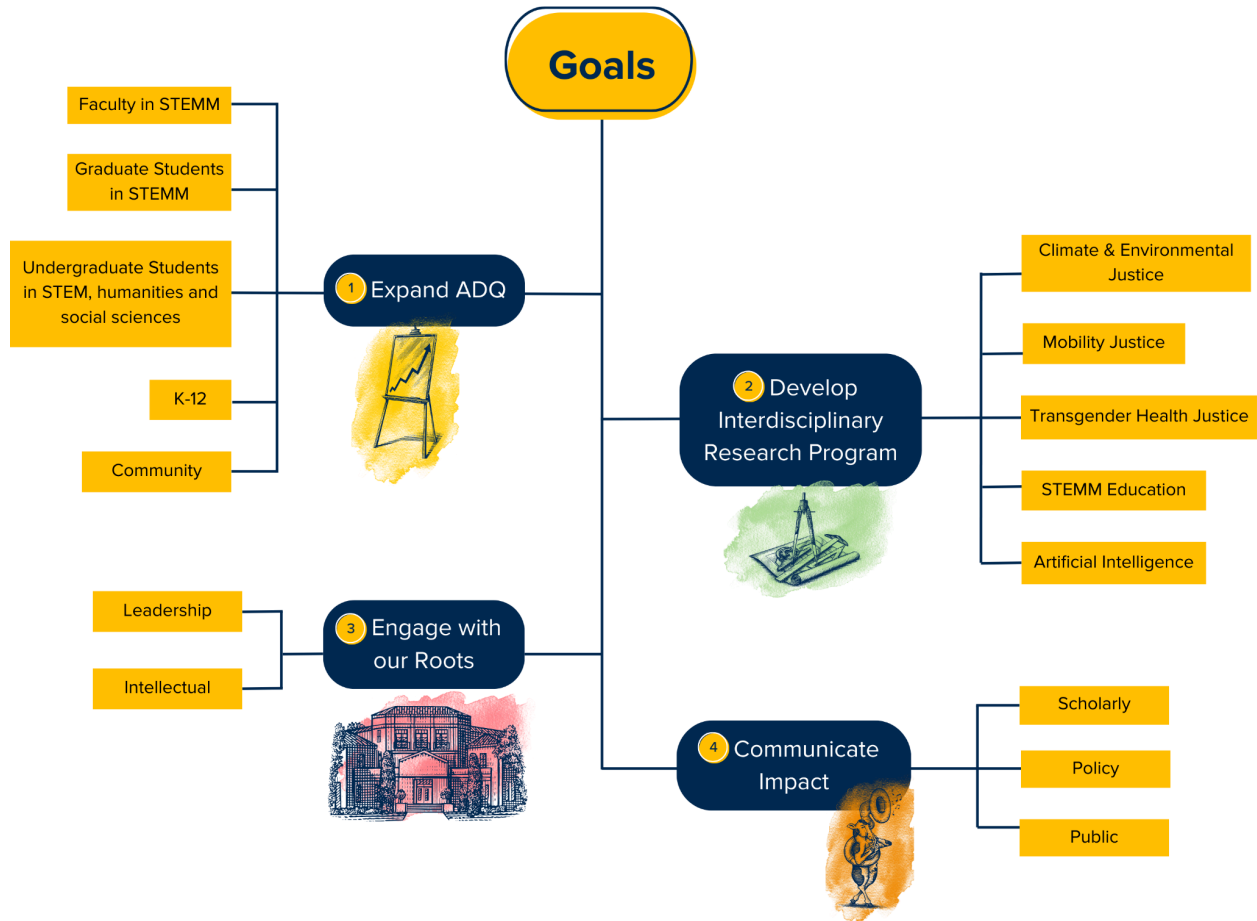 Goals
Faculty in STEMM
Graduate Students
in STEMM
Undergraduate Students
in STEM, humanities and
social sciences
K-12
Community
1 Expand ADQ
2 Develop
Interdisciplinary
Research Program
Climate & Environmental
Justice
Mobility Justice
Transgender Health Justice
STEMM Education
Artificial Intelligence
Leadership
Intellectual
3 Engage with
our Roots
4 Communicate
Impact
Scholarly
Policy
Public